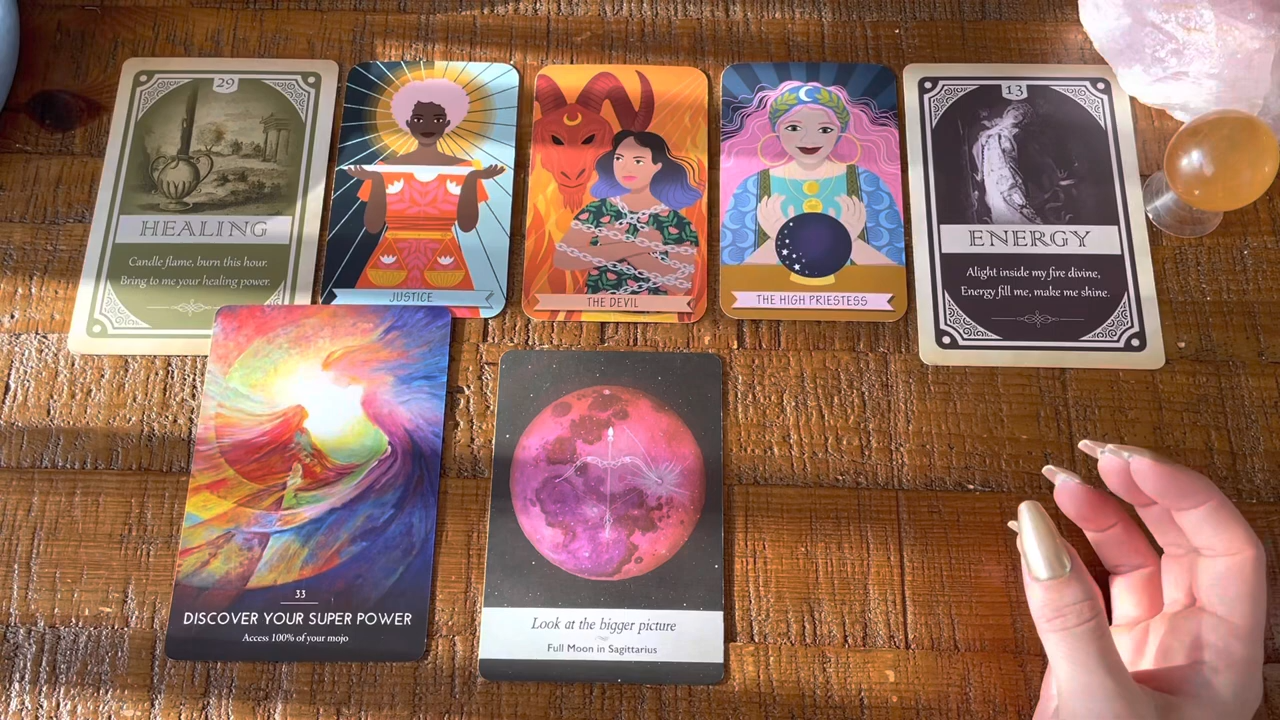 29
HEALING
Candle flame, burn this hour.
Bring to me your healing power.
JUSTICE
THE DEVIL
THE HIGH PRIESTESS
13
ENERGY
Alight inside my fire divine,
Energy fill me, make me shine.
33
DISCOVER YOUR SUPER POWER
Access 100% of your mojo
Look at the bigger picture
Full Moon in Sagittarius